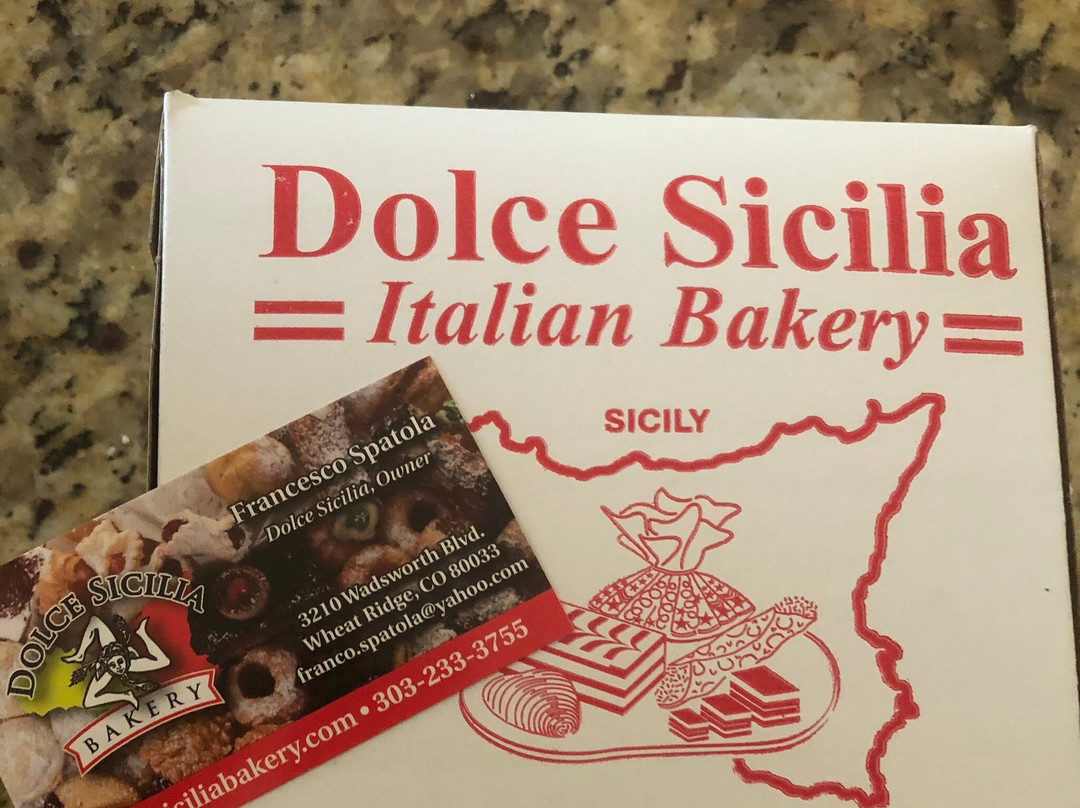 Dolce Sicilia
Italian Bakery
SICILY
Francesco Spatola
Dolce Sicilia, Owner
3210 Wadsworth Blvd.
Wheat Ridge, CO 80033
franco.spatola@yahoo.com
DOLCE SICILIA
BAKERY
siciliabakery.com • 303-233-3755